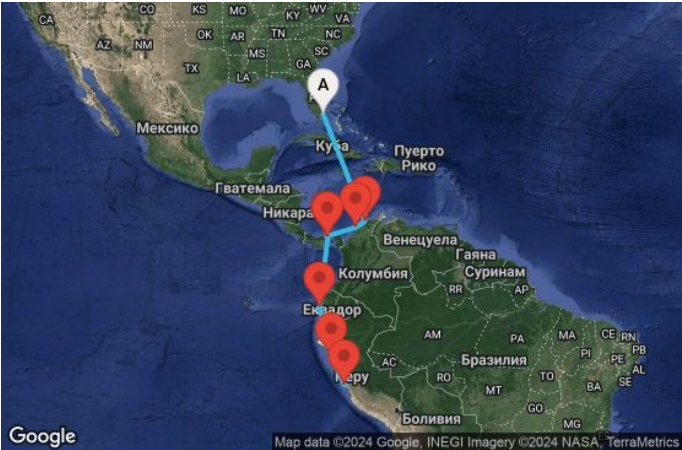 CO
KS
MO
KY
WV
VA
CA
OK
AR
TN
NC
AZ
NM
MS
SC
TX
GA
LA
A
Мексико
Куба
Пуерто
Рико
Гватемала
Никара
Венецуела
Гаяна
Колумбия
Суринам
RR
AP
Еквадор
AM
PA
MA
CE
RN
PB
PI
PE
AC
Бразилия
TO
AL
Перу
RO
BA
SE
MT
GO
Боливия
MG
Google
Map data ©2024 Google, INEGI Imagery ©2024 NASA, TerraMetrics